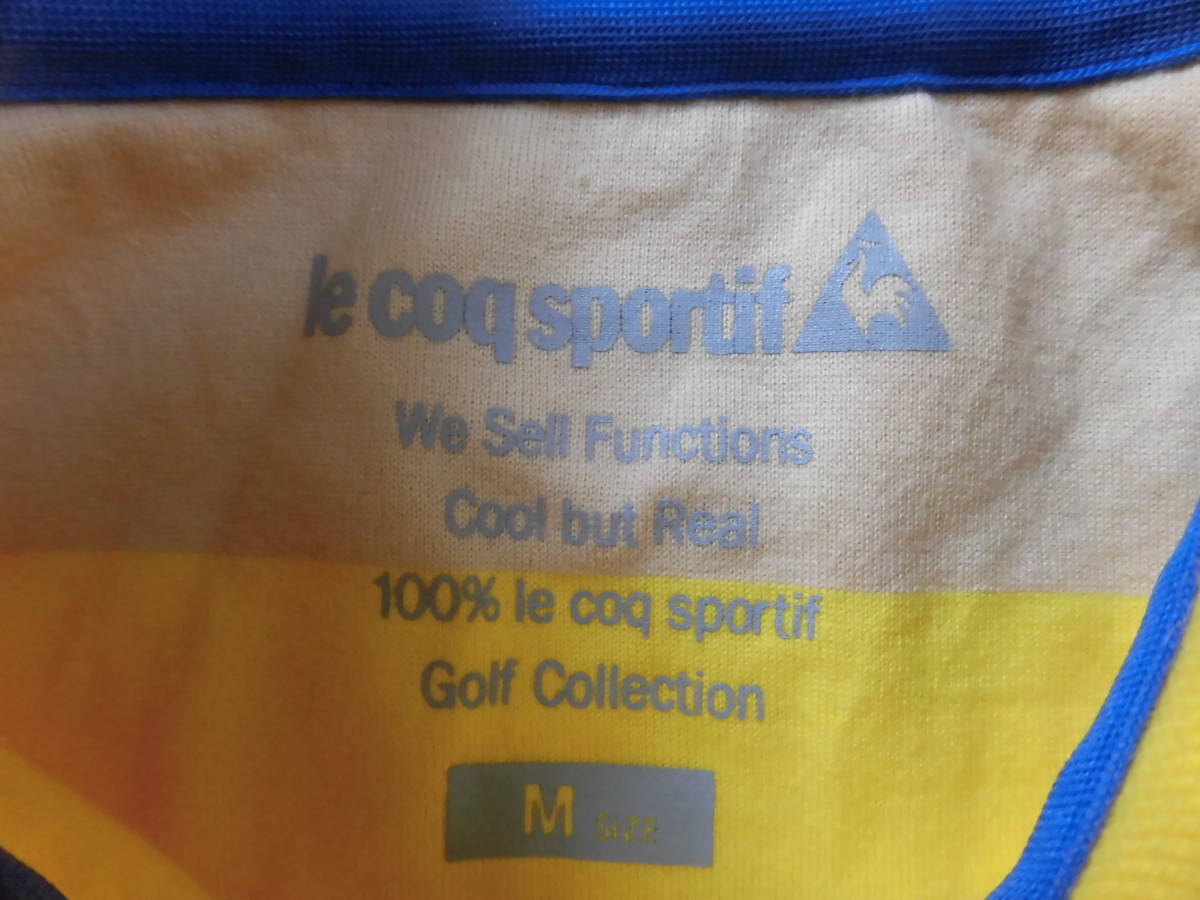 le coq sportif
We Sell Functions
Cool but Real
100% le coq sportif
Golf Collection
M SIZE